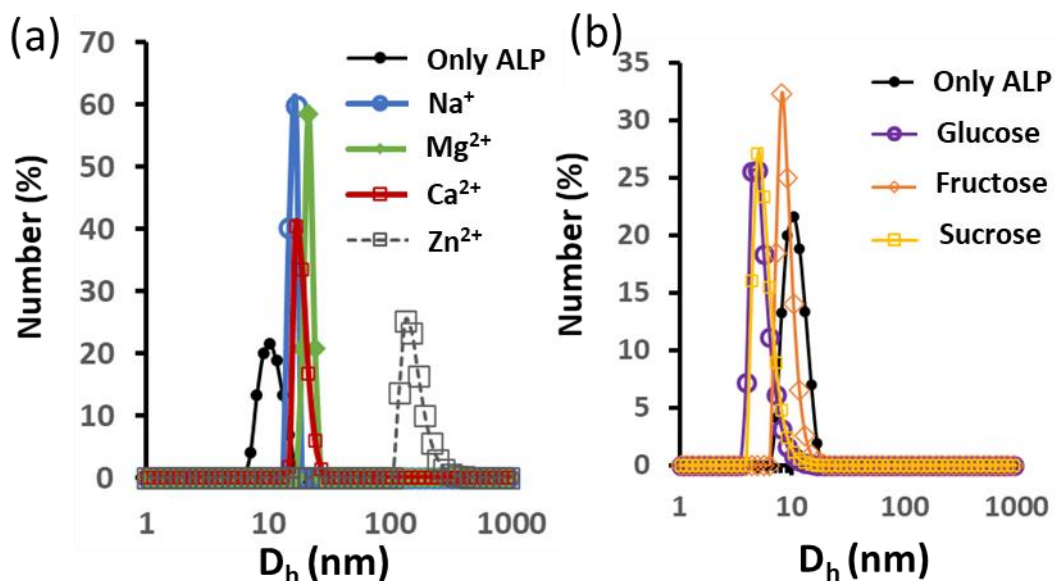 (a)
70
60
50
40
30
20
10
0
Number (%)
Only ALP
Na⁺
Mg²⁺
Ca²⁺
Zn²⁺
1
10
100
1000
Dₕ (nm)
(b)
35
30
25
20
15
10
5
0
Number (%)
Only ALP
Glucose
Fructose
Sucrose
1
10
100
1000
Dₕ (nm)